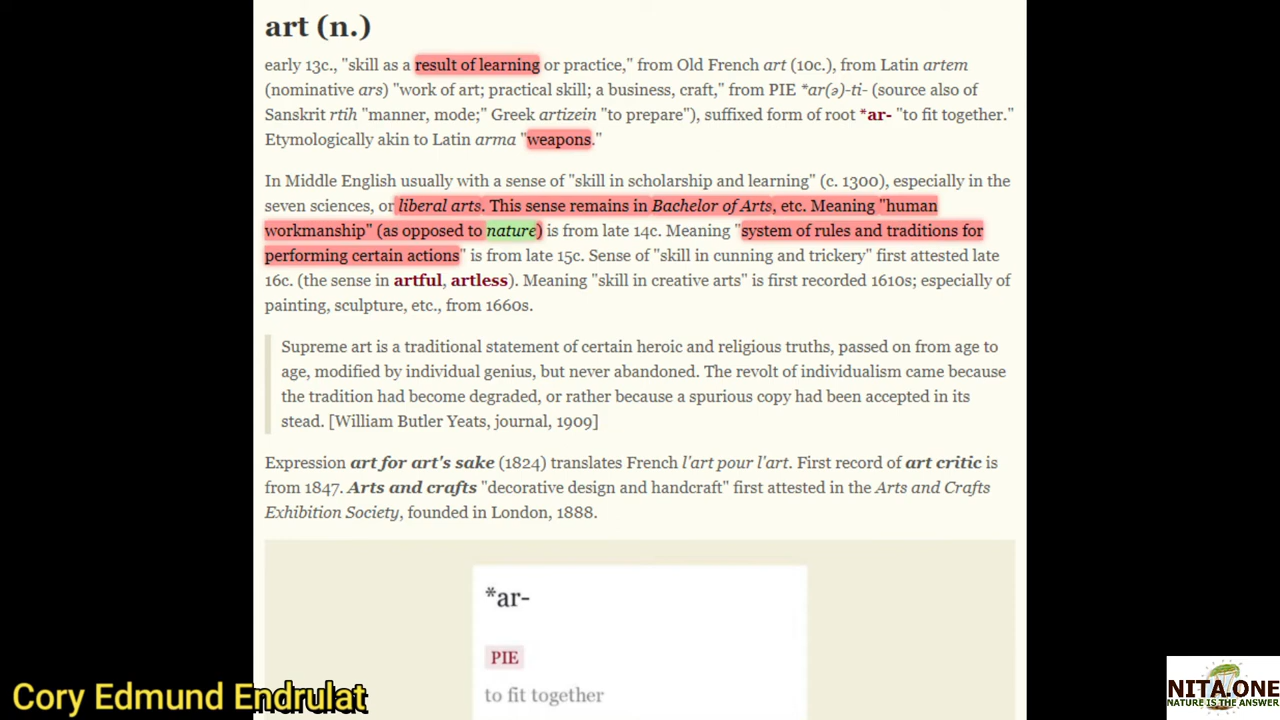 art (n.)
early 13c., "skill as a result of learning or practice," from Old French art (10c.), from Latin artem
(nominative ars) "work of art; practical skill; a business, craft," from PIE *ar(ə)-ti- (source also of
Sanskrit rtih "manner, mode;" Greek artizein "to prepare"), suffixed form of root *ar- "to fit together."
Etymologically akin to Latin arma "weapons."
In Middle English usually with a sense of "skill in scholarship and learning" (c. 1300), especially in the
seven sciences, or liberal arts. This sense remains in Bachelor of Arts, etc. Meaning "human
workmanship" (as opposed to nature) is from late 14c. Meaning "system of rules and traditions for
performing certain actions" is from late 15c. Sense of "skill in cunning and trickery" first attested late
16c. (the sense in artful, artless). Meaning "skill in creative arts" is first recorded 1610s; especially of
painting, sculpture, etc., from 1660s.
Supreme art is a traditional statement of certain heroic and religious truths, passed on from age to
age, modified by individual genius, but never abandoned. The revolt of individualism came because
the tradition had become degraded, or rather because a spurious copy had been accepted in its
stead. [William Butler Yeats, journal, 1909]
Expression art for art's sake (1824) translates French l'art pour l'art. First record of art critic is
from 1847. Arts and crafts "decorative design and handcraft" first attested in the Arts and Crafts
Exhibition Society, founded in London, 1888.
*ar-
PIE
to fit together
Cory Edmund Endrulat
NITA.ONE
NATURE IS THE ANSWER